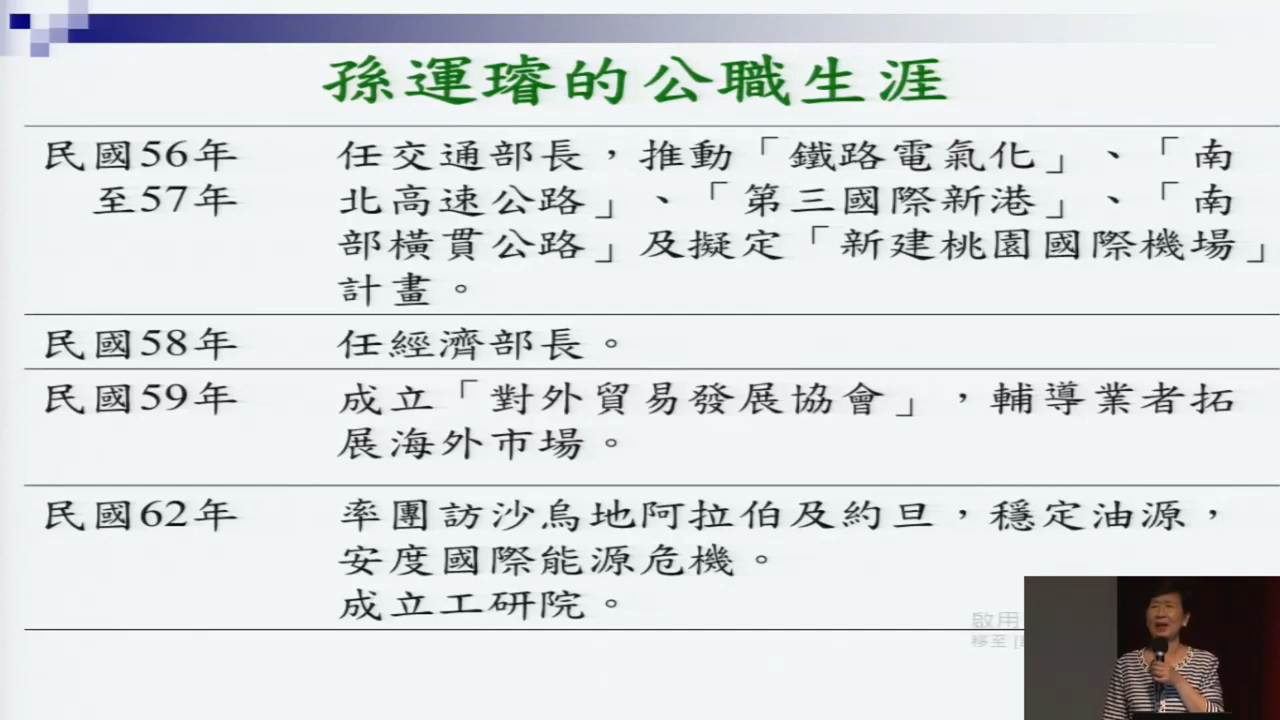 孫運璿的公職生涯
民國56年
至57年
任交通部長，推動「鐵路電氣化」、「南
北高速公路」、「第三國際新港」、「南
部橫貫公路」及擬定「新建桃園國際機場」
計畫。
民國58年
任經濟部長。
民國59年
成立「對外貿易發展協會」，輔導業者拓
展海外市場。
民國62年
率團訪沙烏地阿拉伯及約旦，穩定油源，
安度國際能源危機。
成立工研院。
啟用
移至 [